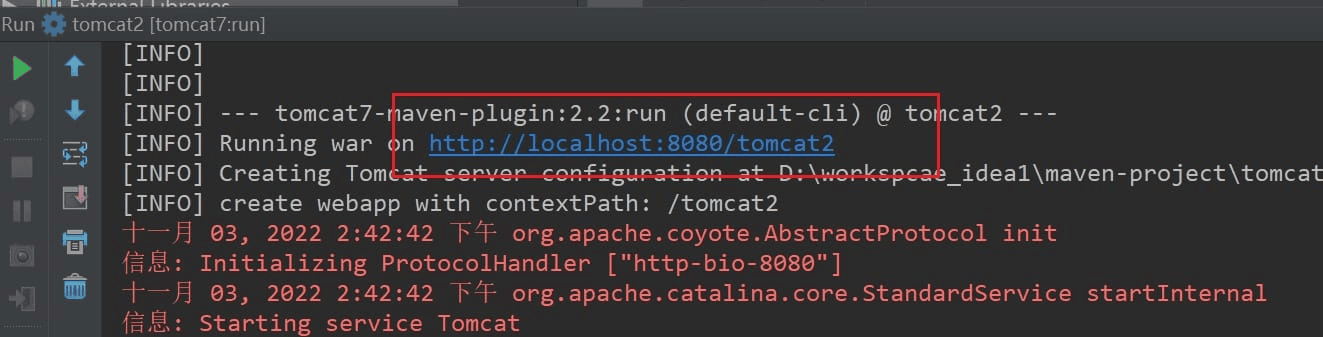 External Libraries
Run tomcat2 [tomcat7:run]
[INFO]
[INFO]
[INFO] --- tomcat7-maven-plugin:2.2:run (default-cli) @ tomcat2 ---
[INFO] Running war on http://localhost:8080/tomcat2
[INFO] Creating Tomcat server configuration at D:\workspcae_idea1\maven-project\tomcat
[INFO] create webapp with contextPath: /tomcat2
十一月 03, 2022 2:42:42 下午 org.apache.coyote.AbstractProtocol init
信息: Initializing ProtocolHandler ["http-bio-8080"]
十一月 03, 2022 2:42:42 下午 org.apache.catalina.core.StandardService startInternal
信息: Starting service Tomcat